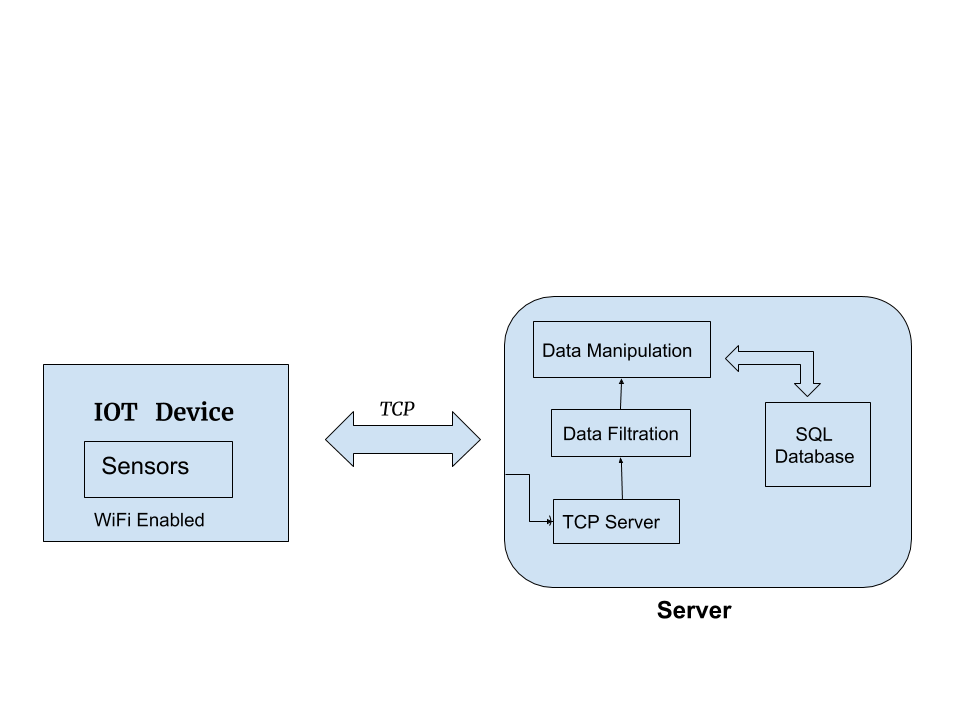 IOT Device
Sensors
WiFi Enabled
TCP
Data Manipulation
Data Filtration
TCP Server
SQL
Database
Server